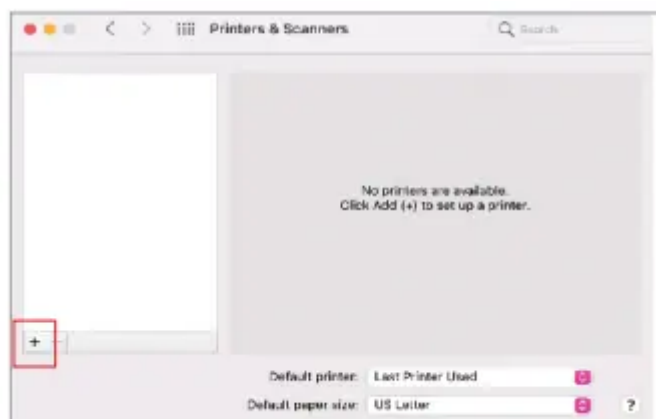 Printers & Scanners
Search
No printers are available.
Click Add (+) to set up a printer.
+ -
Default printer: Last Printer Used
Default paper size: US Letter
?